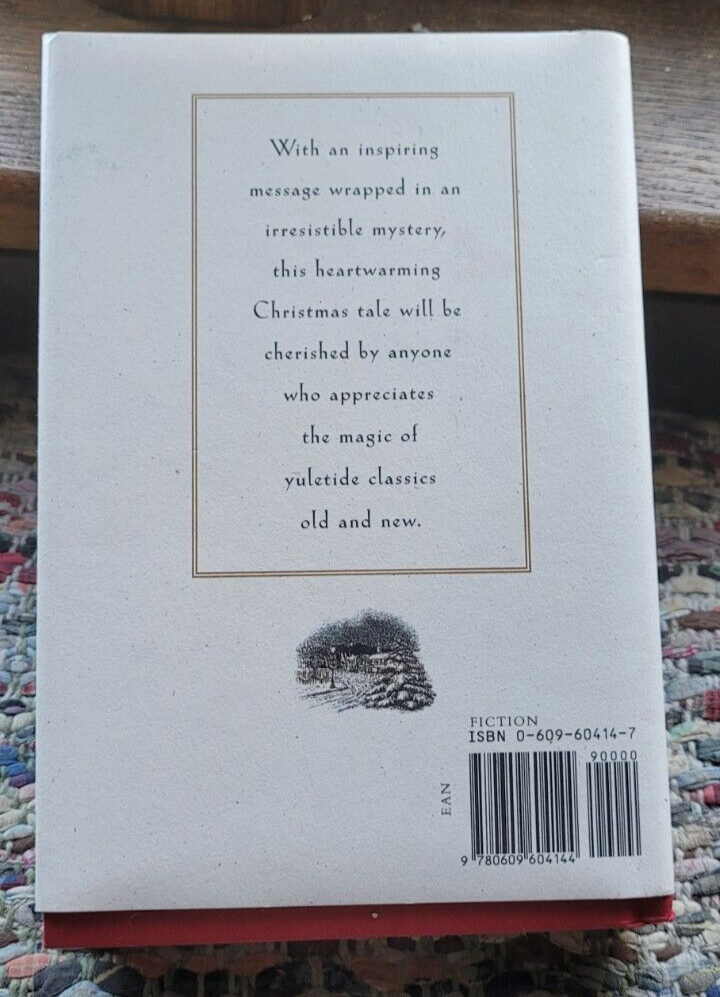 With an inspiring
message wrapped in an
irresistible mystery,
this heartwarming
Christmas tale will be
cherished by anyone
who appreciates
the magic of
yuletide classics
old and new.
FICTION
ISBN 0-609-60414-7
90000
EAN
9 780609 604144